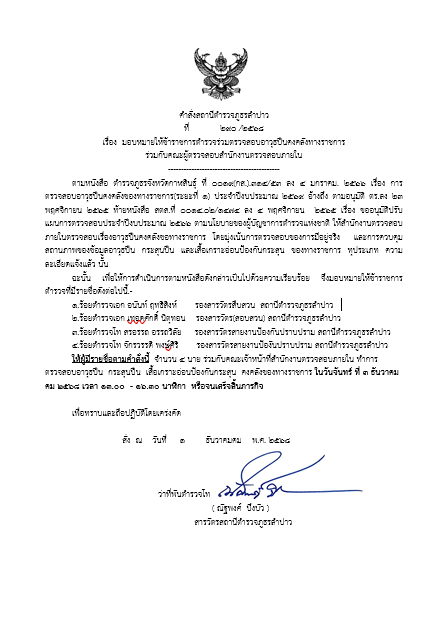 คำสั่งสถานีตำรวจภูธรลำปาว
ที่ ๒๙๐ /๒๕๖๘
เรื่อง มอบหมายให้ข้าราชการตำรวจร่วมตรวจสอบอาวุธปืนคงคลังทางราชการ
ร่วมกับคณะผู้ตรวจสอบสำนักงานตรวจสอบภายใน
ตามหนังสือ ตำรวจภูธรจังหวัดกาฬสินธุ์ ที่ ลง ๔ มกราคม. ๒๕๖๖ เรื่อง การ
ตรวจสอบอาวุธปืนคงคลังของทางราชการ(ระยะที่ ๑) ประจำปีงบประมาณ อ้างถึง ตามอนุมัติ ตร.ลง ๒๓
พฤศจิกายน ๒๕๖๕ ท้ายหนังสือ สตส.ที่ ลง ๔ พฤศจิกายน ๒๕๖๕ เรื่อง ขออนุมัติปรับ
แผนการตรวจสอบประจำปีงบประมาณ ๒๕๖๖ ตามนโยบายของผู้บัญชาการตำรวจแห่งชาติ ให้สำนักงานตรวจสอบ
ภายในตรวจสอบเรื่องอาวุธปืนคงคลังของทางราชการ โดยมุ่งเน้นการตรวจสอบของการมีอยู่จริง และการควบคุม
สถานภาพของข้อมูลอาวุธปืน กระสุนปืน และเสื้อเกราะอ่อนป้องกันกระสุน ของทางราชการ ทุกประเภท ความ
ละเอียดแจ้งแล้ว นั้น
ฉะนั้น เพื่อให้การดำเนินการตามหนังสือดังกล่าวเป็นไปด้วยความเรียบร้อย จึงมอบหมายให้ข้าราชการ
ตำรวจที่มีรายชื่อดังต่อไปนี้.-
๑.ร้อยตำรวจเอก อนันท์ ฤทธิสิงห์ รองสารวัตรสืบสวน สถานีตำรวจภูธรลำปาว
๒.ร้อยตำรวจเอก นิตุทอน รองสารวัตร(สอบสวน) สถานีตำรวจภูธรลำปาว
๓.ร้อยตำรวจโท สรอรรถ อรรถวิลัย รองสารวัตรสายงานป้องกันปราบปราม สถานีตำรวจภูธรลำปาว
๔.ร้อยตำรวจโท จักรวรรดิ พงษ์ศิริ รองสารวัตรสายงานป้องกันปราบปราม สถานีตำรวจภูธรลำปาว
ให้ผู้มีรายชื่อตามคำสั่งนี้ จำนวน ๔ นาย ร่วมกับคณะเจ้าหน้าที่สำนักงานตรวจสอบภายใน ทำการ
ตรวจสอบอาวุธปืน กระสุนปืน เสื้อเกราะอ่อนป้องกันกระสุน คงคลังของทางราชการ ในวันจันทร์ ที่ ๓ ธันวาคม
คม ๒๕๖๘ เวลา ๑๓.๐๐ - ๑๖.๓๐ นาฬิกา หรือจนเสร็จสิ้นภารกิจ
เพื่อทราบและถือปฏิบัติโดยเคร่งครัด
สั่ง ณ วันที่ ๑ ธันวาคมคม พ.ศ. ๒๕๖๘
ว่าที่พันตำรวจโท
( ณัฐพงศ์ ปังบัว )
สารวัตรสถานีตำรวจภูธรลำปาว